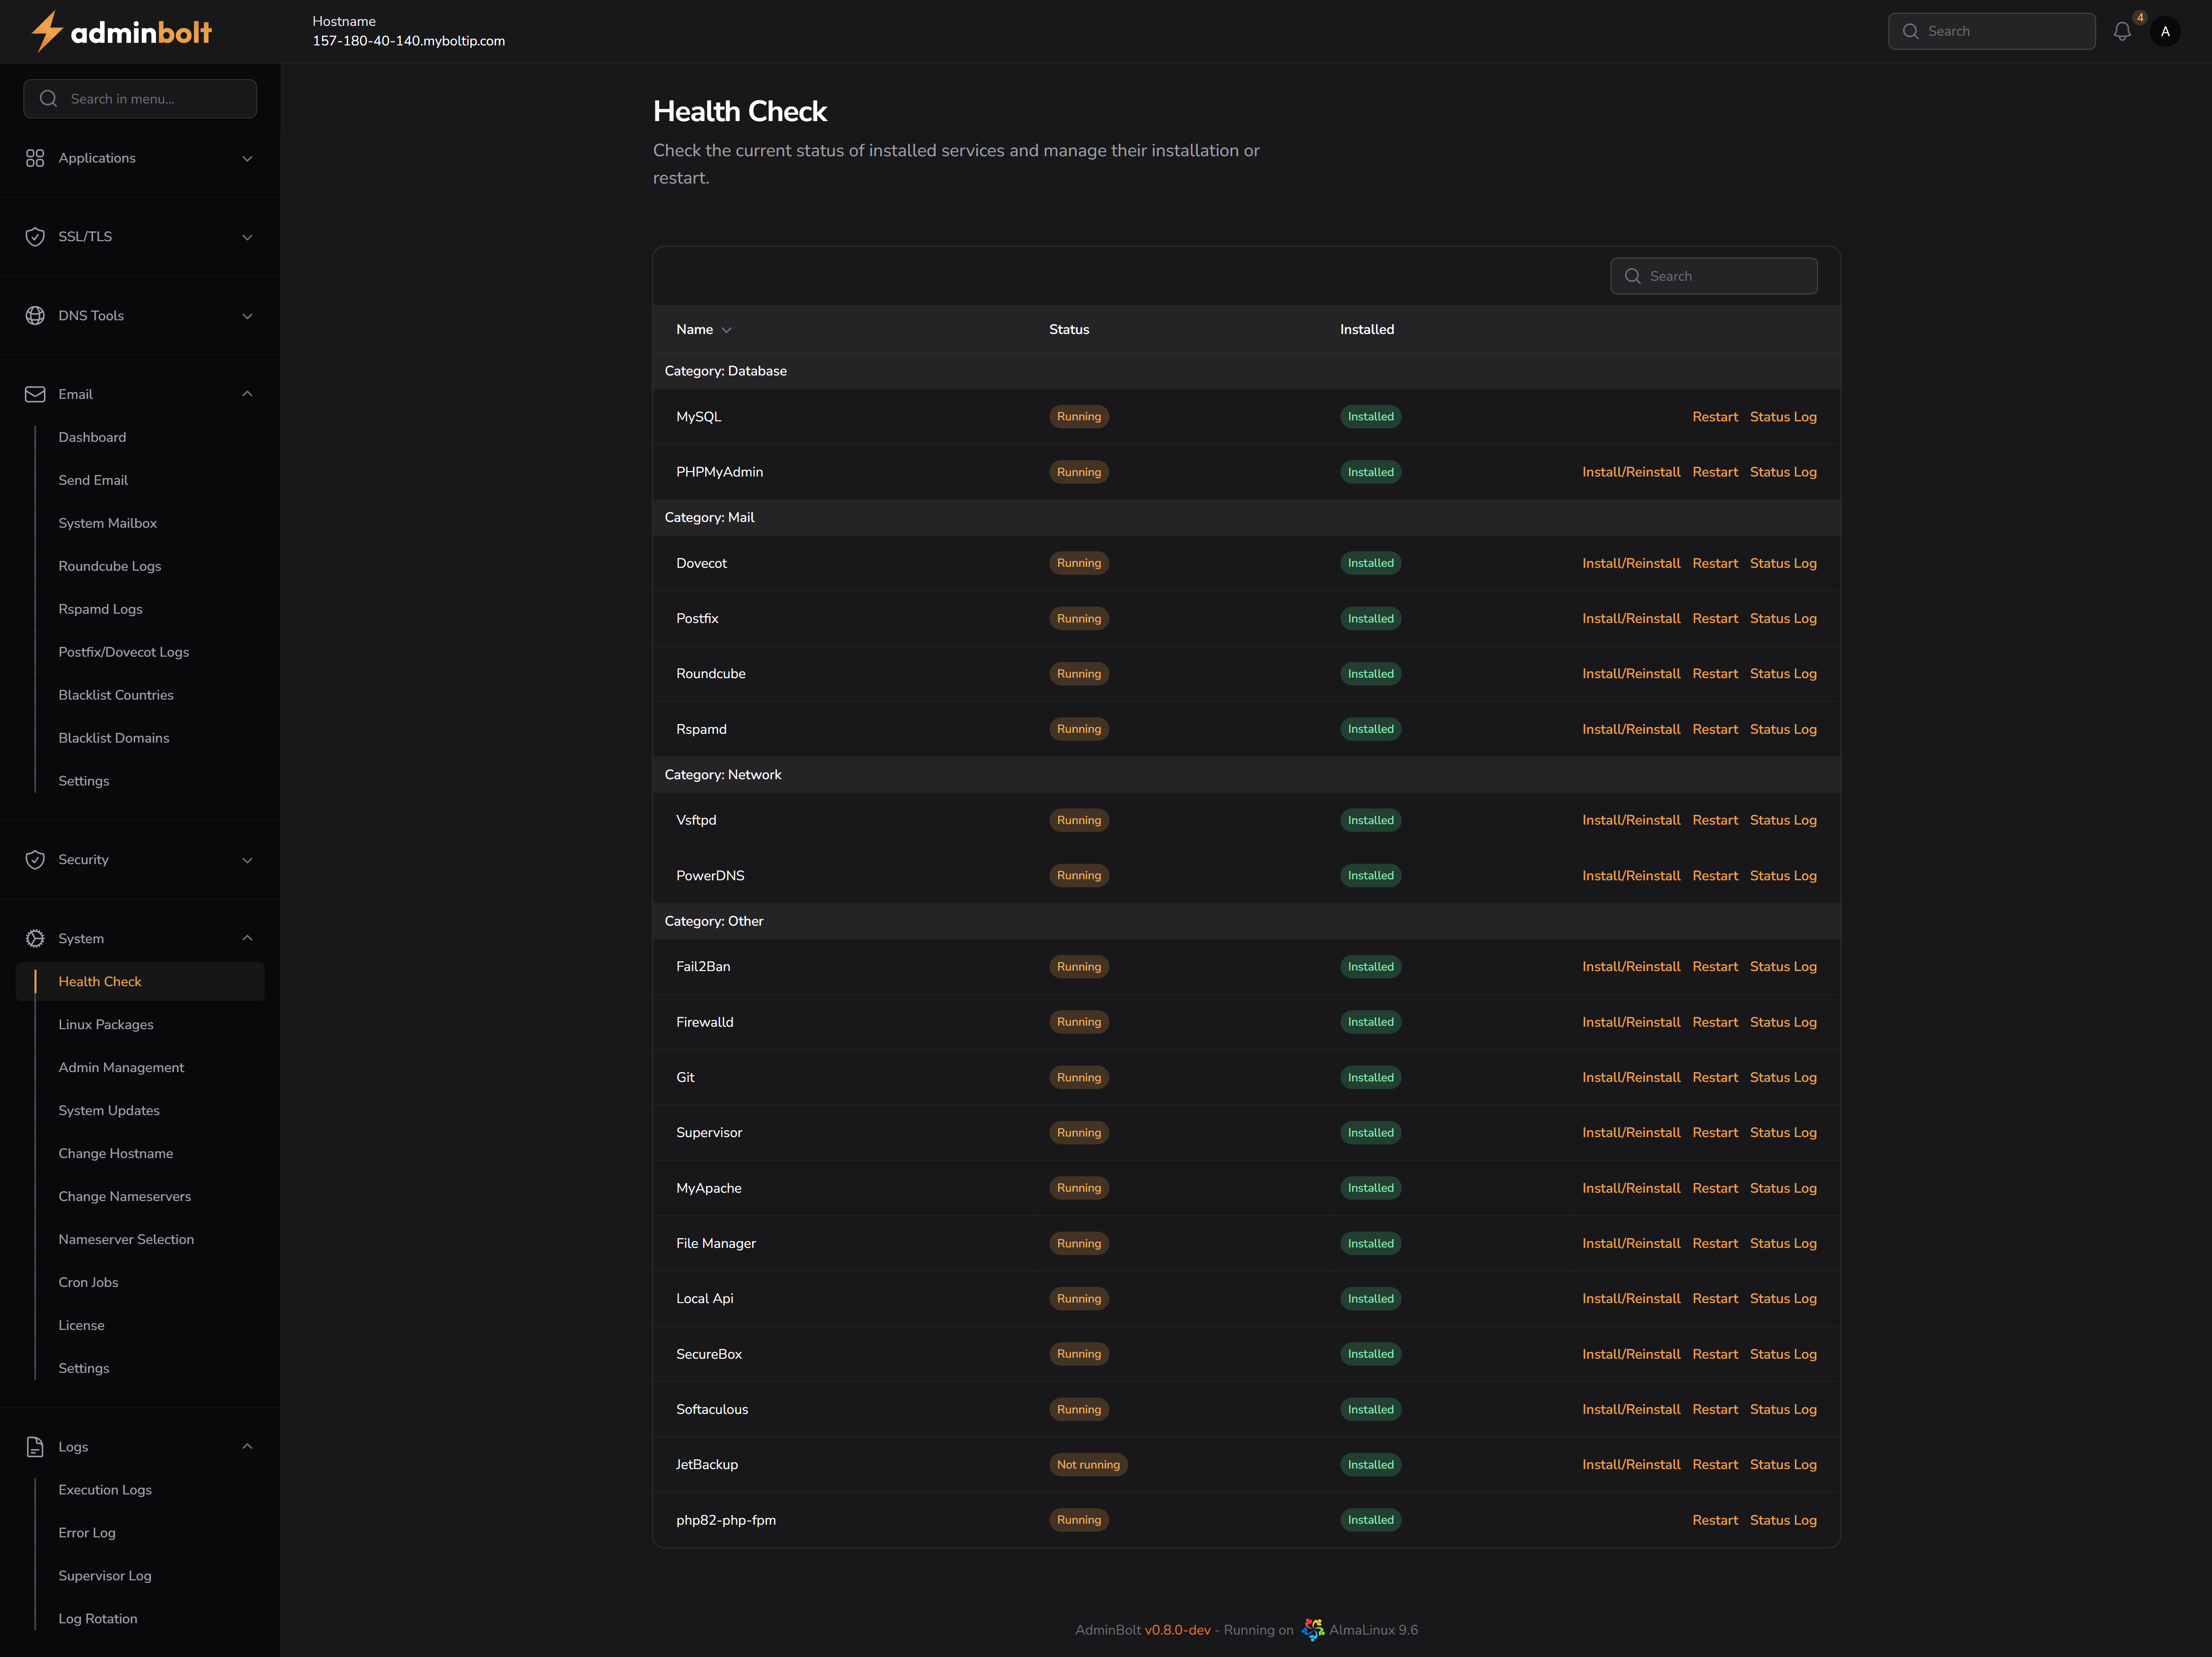 adminbolt
Hostname
157-180-40-140.myboltip.com
Search
4
A
Search in menu...
Applications
SSL/TLS
DNS Tools
Email
Dashboard
Send Email
System Mailbox
Roundcube Logs
Rspamd Logs
Postfix/Dovecot Logs
Blacklist Countries
Blacklist Domains
Settings
Security
System
Health Check
Linux Packages
Admin Management
System Updates
Change Hostname
Change Nameservers
Nameserver Selection
Cron Jobs
License
Settings
Logs
Execution Logs
Error Log
Supervisor Log
Log Rotation
Health Check
Check the current status of installed services and manage their installation or
restart.
Search
Name Status Installed
Category: Database
MySQL Running Installed Restart Status Log
PHPMyAdmin Running Installed Install/Reinstall Restart Status Log
Category: Mail
Dovecot Running Installed Install/Reinstall Restart Status Log
Postfix Running Installed Install/Reinstall Restart Status Log
Roundcube Running Installed Install/Reinstall Restart Status Log
Rspamd Running Installed Install/Reinstall Restart Status Log
Category: Network
Vsftpd Running Installed Install/Reinstall Restart Status Log
PowerDNS Running Installed Install/Reinstall Restart Status Log
Category: Other
Fail2Ban Running Installed Install/Reinstall Restart Status Log
Firewalld Running Installed Install/Reinstall Restart Status Log
Git Running Installed Install/Reinstall Restart Status Log
Supervisor Running Installed Install/Reinstall Restart Status Log
MyApache Running Installed Install/Reinstall Restart Status Log
File Manager Running Installed Install/Reinstall Restart Status Log
Local Api Running Installed Install/Reinstall Restart Status Log
SecureBox Running Installed Install/Reinstall Restart Status Log
Softaculous Running Installed Install/Reinstall Restart Status Log
JetBackup Not running Installed Install/Reinstall Restart Status Log
php82-php-fpm Running Installed Restart Status Log
AdminBolt v0.8.0-dev - Running on AlmaLinux 9.6